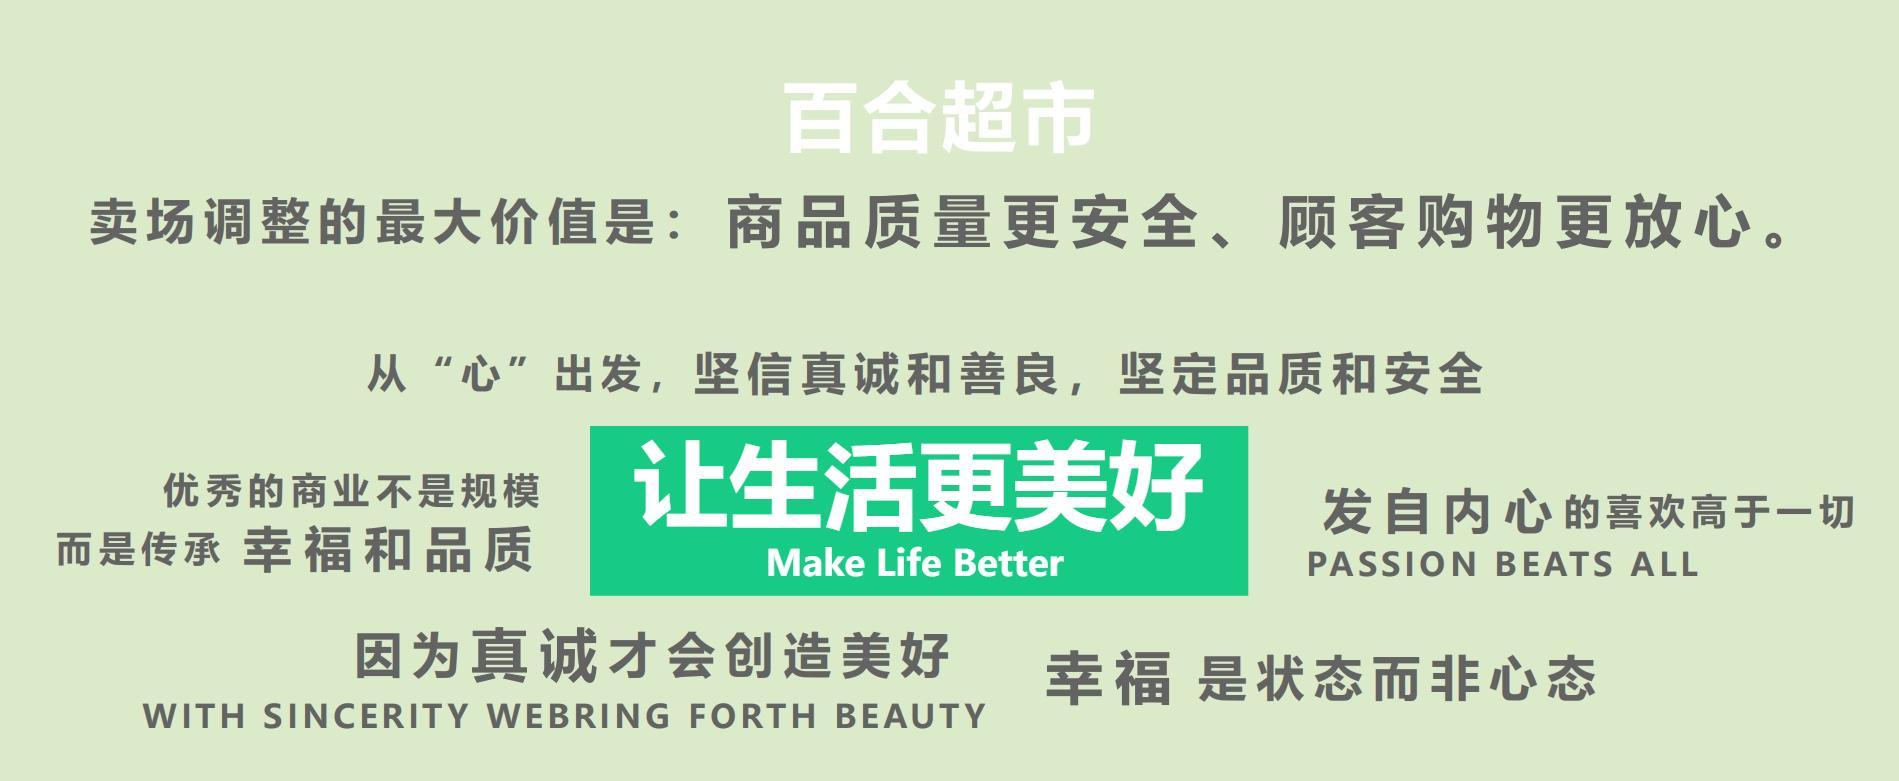 百合超市
卖场调整的最大价值是：商品质量更安全、顾客购物更放心。
从“心”出发，坚信真诚和善良，坚定品质和安全
优秀的商业不是规模
而是传承 幸福和品质
让生活更美好
Make Life Better
发自内心的喜欢高于一切
PASSION BEATS ALL
因为真诚才会创造美好
WITH SINCERITY WEBRING FORTH BEAUTY
幸福 是状态而非心态